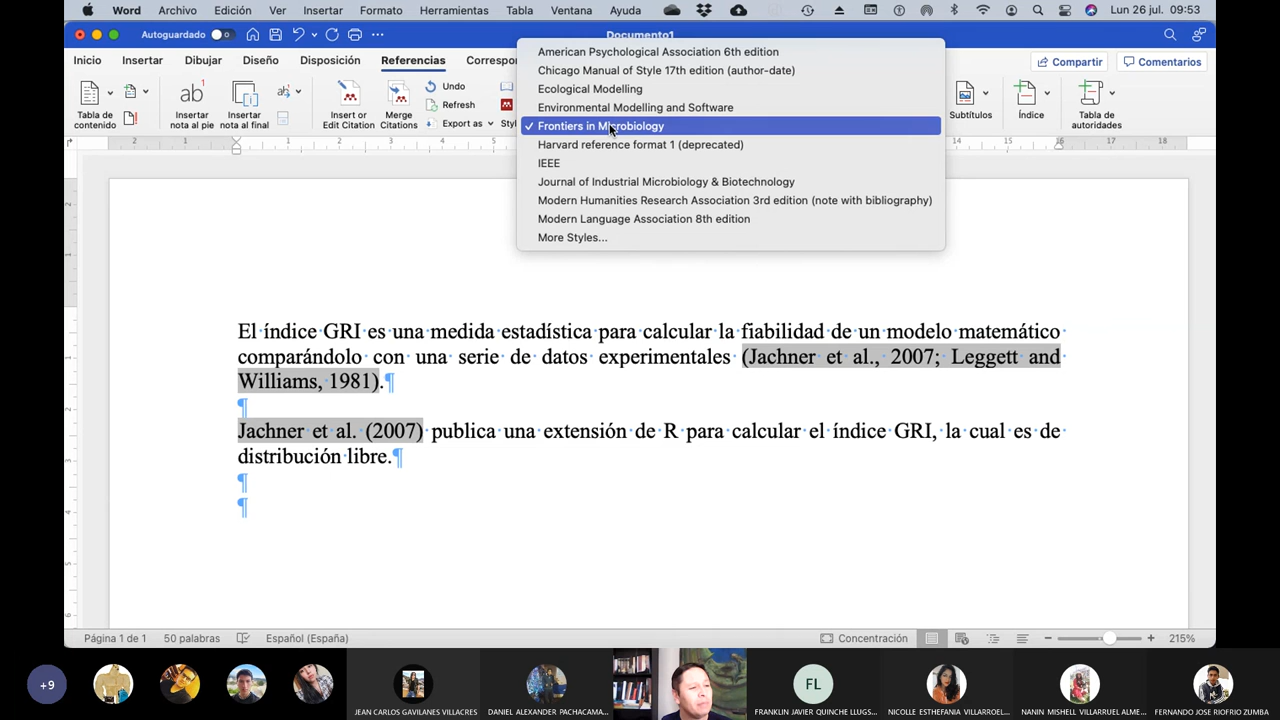 Word Archivo Edición Ver Insertar Formato Herramientas Tabla Ventana Ayuda Lun 26 jul. 09:53
Autoguardado Documento1
Inicio Insertar Dibujar Diseño Disposición Referencias Correspon
Compartir Comentarios
Tabla de contenido
Insertar nota al pie
Insertar nota al final
Insert or Edit Citation
Merge Citations
Undo
Refresh
Export as
Styl
Subtítulos
Índice
Tabla de autoridades
American Psychological Association 6th edition
Chicago Manual of Style 17th edition (author-date)
Ecological Modelling
Environmental Modelling and Software
✓ Frontiers in Microbiology
Harvard reference format 1 (deprecated)
IEEE
Journal of Industrial Microbiology & Biotechnology
Modern Humanities Research Association 3rd edition (note with bibliography)
Modern Language Association 8th edition
More Styles...
El índice GRI es una medida estadística para calcular la fiabilidad de un modelo matemático
comparándolo con una serie de datos experimentales (Jachner et al., 2007; Leggett and
Williams, 1981).¶
¶
Jachner et al. (2007) publica una extensión de R para calcular el índice GRI, la cual es de
distribución libre.¶
¶
¶
Página 1 de 1 50 palabras Español (España) Concentración 215%
+9
FL
JEAN CARLOS GAVILANES VILLACRES
DANIEL ALEXANDER PACHACAMA...
FRANKLIN JAVIER QUINCHE LLUGS...
NICOLLE ESTHEFANIA VILLARROEL...
NANIN MISHELL VILLARRUEL ALME...
FERNANDO JOSE RIOFRIO ZUMBA